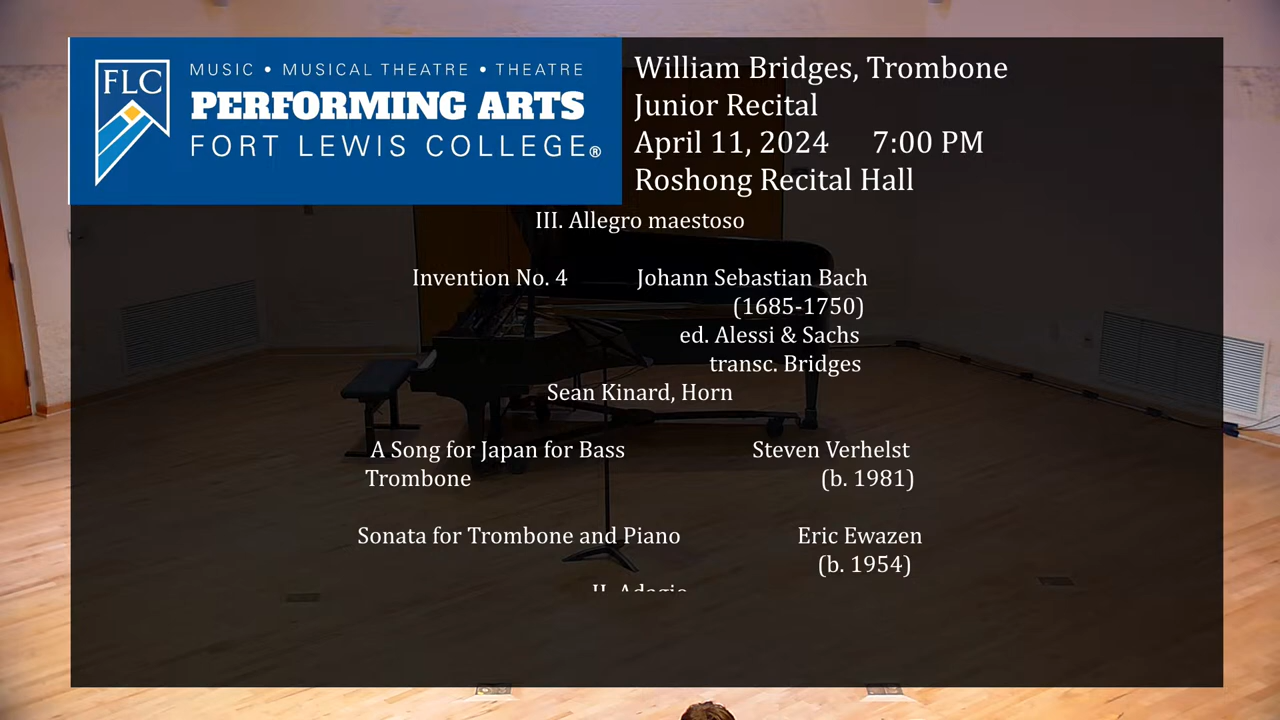 FLC
MUSIC • MUSICAL THEATRE • THEATRE
PERFORMING ARTS
FORT LEWIS COLLEGE®
William Bridges, Trombone
Junior Recital
April 11, 2024 7:00 PM
Roshong Recital Hall
III. Allegro maestoso
Invention No. 4 Johann Sebastian Bach
(1685-1750)
ed. Alessi & Sachs
transc. Bridges
Sean Kinard, Horn
A Song for Japan for Bass Steven Verhelst
Trombone (b. 1981)
Sonata for Trombone and Piano Eric Ewazen
(b. 1954)
II. Adagio